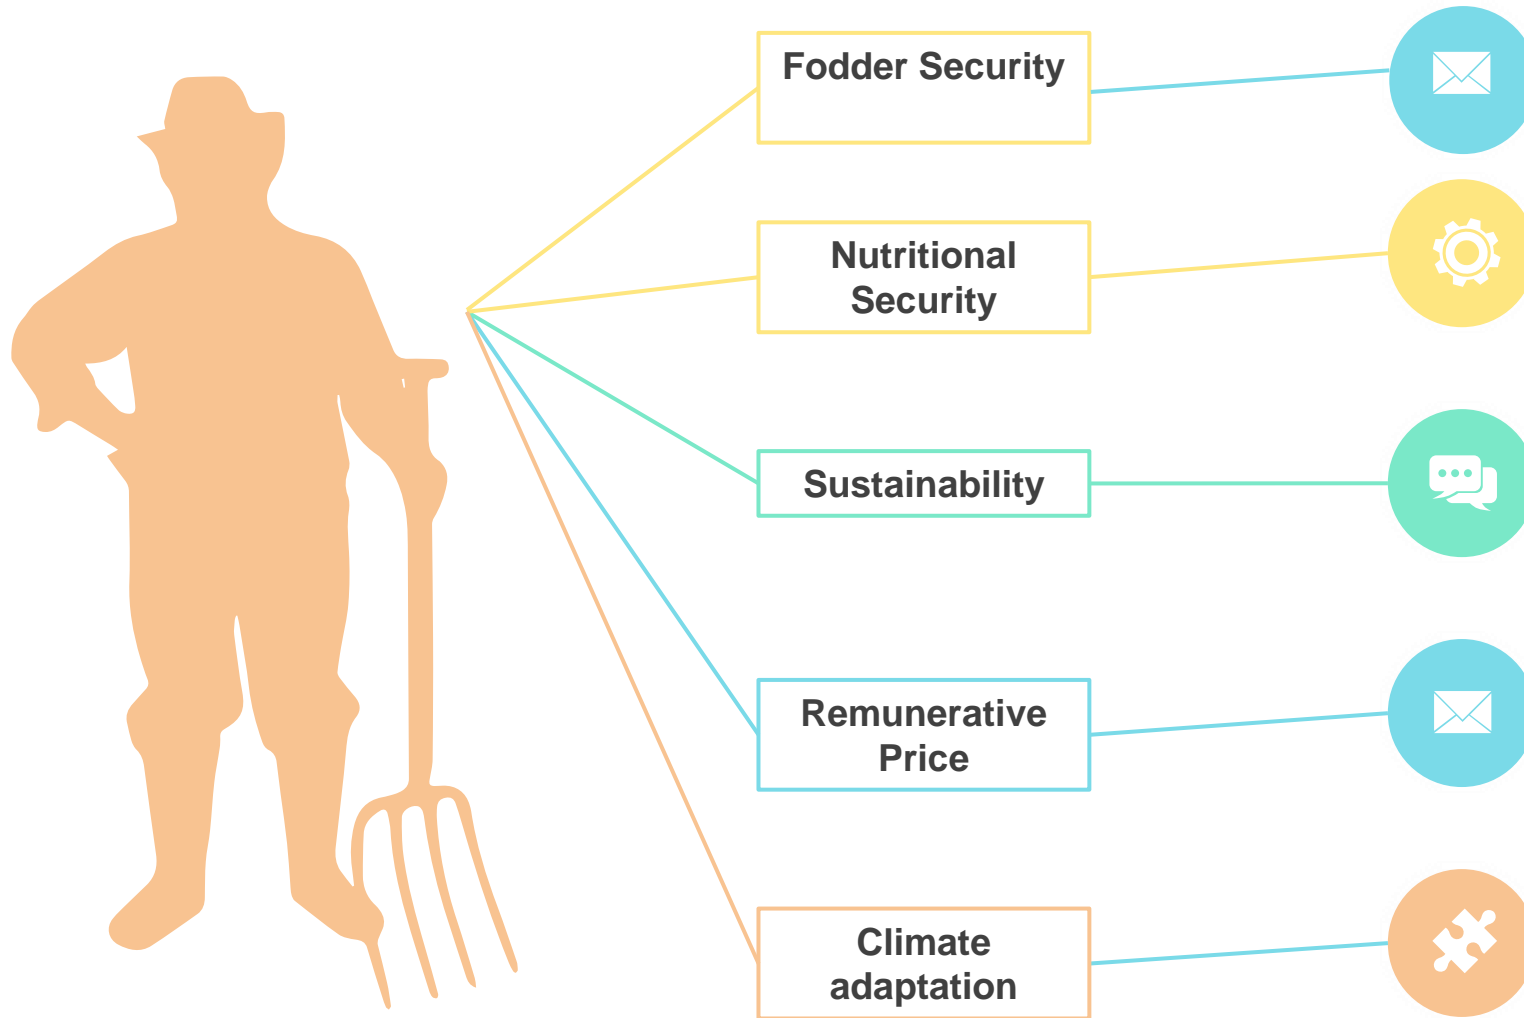 Fodder Security
Nutritional
Security
Sustainability
Remunerative
Price
Climate
adaptation